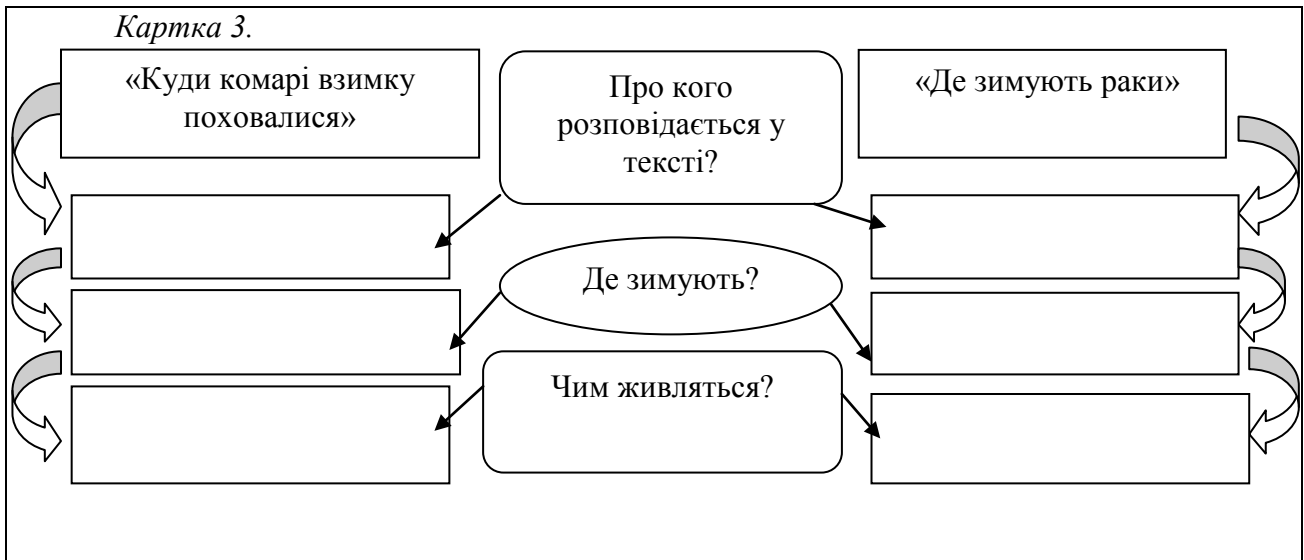 Картка 3.
«Куди комарі взимку
поховалися»
Про кого
розповідається у
тексті?
«Де зимують раки»
Де зимують?
Чим живляться?